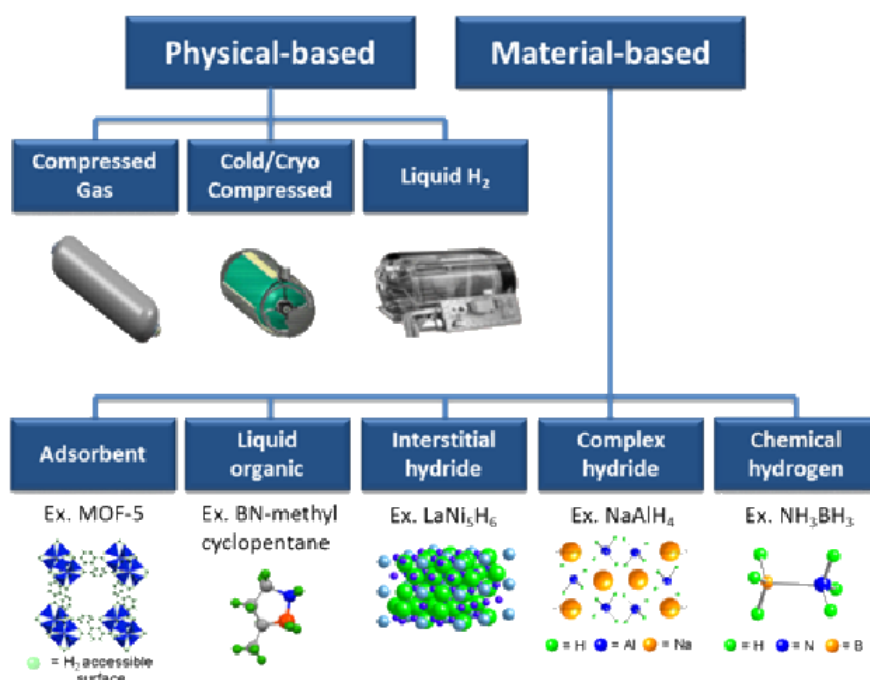 Physical-based
Material-based
Compressed
Gas
Cold/Cryo
Compressed
Liquid H₂
Adsorbent
Liquid
organic
Interstitial
hydride
Complex
hydride
Chemical
hydrogen
Ex. MOF-5
Ex. BN-methyl
cyclopentane
Ex. LaNi₅H₆
Ex. NaAlH₄
Ex. NH₃BH₃
= H₂ accessible
surface
= H = Al = Na
= H = N = B